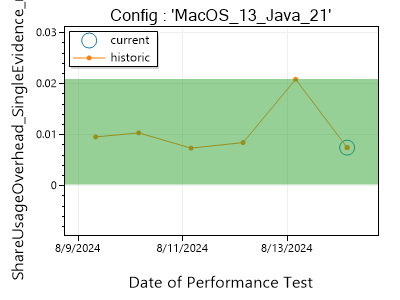 Config : 'MacOS_13_Java_21'
ShareUsageOverhead_SingleEvidence_
current
historic
0.03
0.02
0.01
0
8/9/2024
8/11/2024
8/13/2024
Date of Performance Test